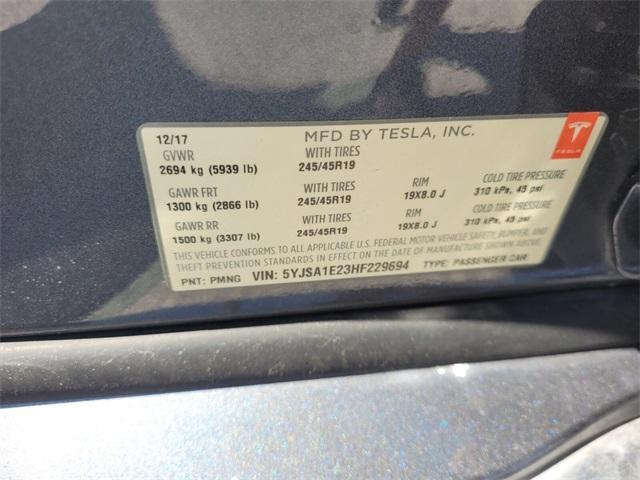 12/17 MFD BY TESLA, INC.
GVWR WITH TIRES
2694 kg (5939 lb) 245/45R19
TESLA
GAWR FRT WITH TIRES RIM COLD TIRE PRESSURE
1300 kg (2866 lb) 245/45R19 19X8.0 J 310 kPa, 45 psi
GAWR RR WITH TIRES RIM COLD TIRE PRESSURE
1500 kg (3307 lb) 245/45R19 19X8.0 J 310 kPa, 45 psi
THIS VEHICLE CONFORMS TO ALL APPLICABLE U.S. FEDERAL MOTOR VEHICLE SAFETY, BUMPER, AND
THEFT PREVENTION STANDARDS IN EFFECT ON THE DATE OF MANUFACTURE SHOWN ABOVE.
PNT: PMNG VIN: 5YJSA1E23HF229694 TYPE: PASSENGER CAR